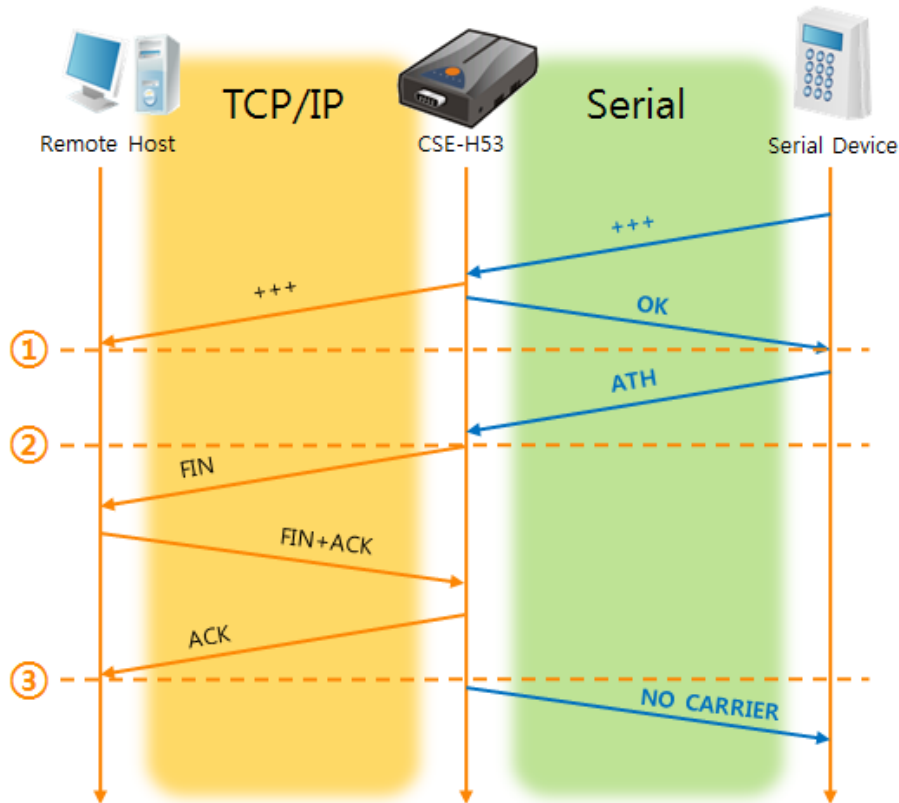 TCP/IP
Serial
Remote Host
CSE-H53
Serial Device
+++
+++
OK
①
ATH
②
FIN
FIN+ACK
ACK
③
NO CARRIER